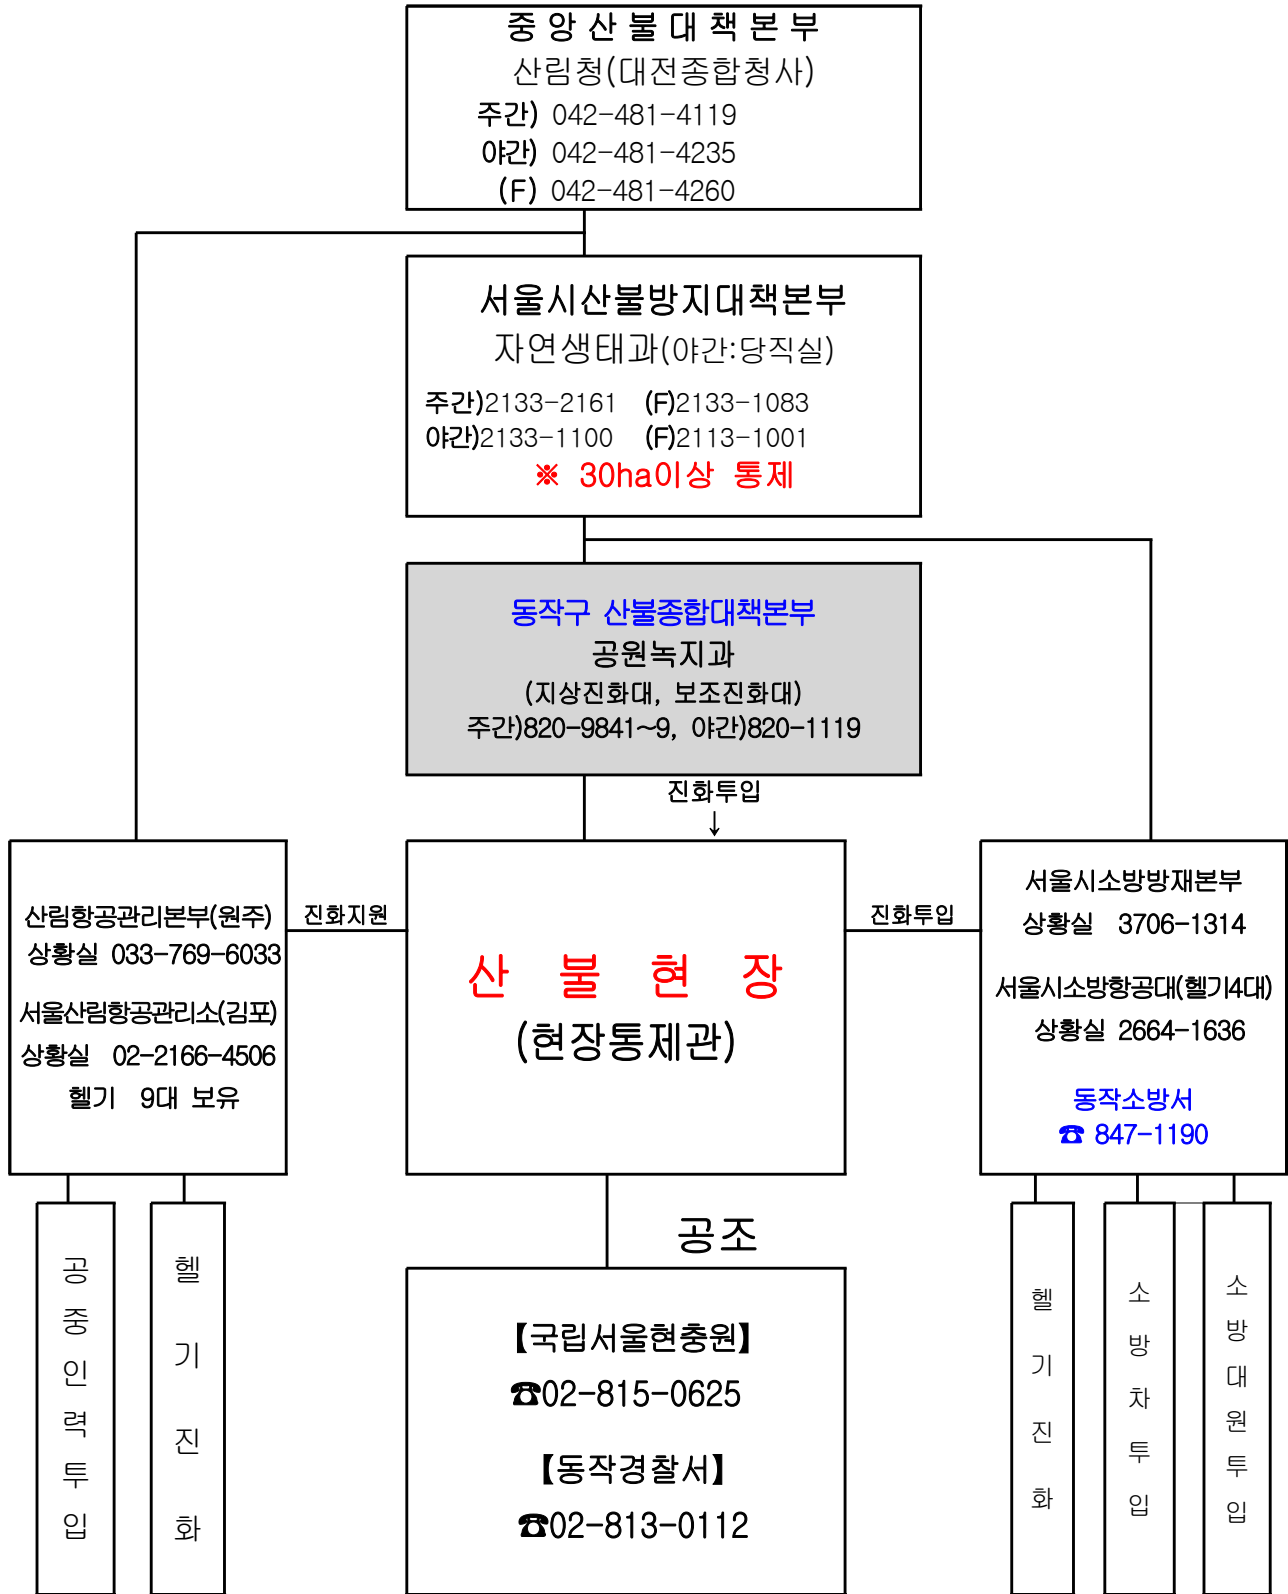 중 앙 산 불 대 책 본 부
산림청(대전종합청사)
주간) 042-481-4119
야간) 042-481-4235
(F) 042-481-4260
서울시산불방지대책본부
자연생태과(야간:당직실)
주간)2133-2161 (F)2133-1083
야간)2133-1100 (F)2113-1001
※ 30ha이상 통제
동작구 산불종합대책본부
공원녹지과
(지상진화대, 보조진화대)
주간)820-9841~9, 야간)820-1119
진화투입
↓
산림항공관리본부(원주)
상황실 033-769-6033
서울산림항공관리소(김포)
상황실 02-2166-4506
헬기 9대 보유
진화지원
산 불 현 장
(현장통제관)
진화투입
서울시소방방재본부
상황실 3706-1314
서울시소방항공대(헬기4대)
상황실 2664-1636
동작소방서
☎ 847-1190
공중인력투입
헬기진화
공조
【국립서울현충원】
☎02-815-0625
【동작경찰서】
☎02-813-0112
헬기진화
소방차투입
소방대원투입